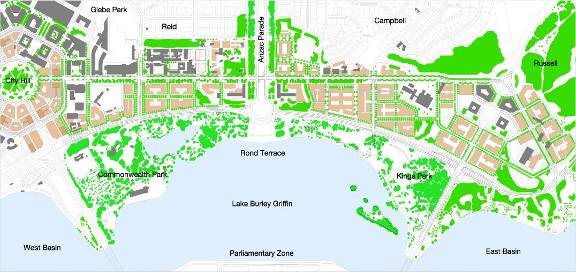 Glebe Park
Reid
Anzac Parade
Campbell
City Hill
Russell
Rond Terrace
Commonwealth Park
Kings Park
Lake Burley Griffin
West Basin
Parliamentary Zone
East Basin